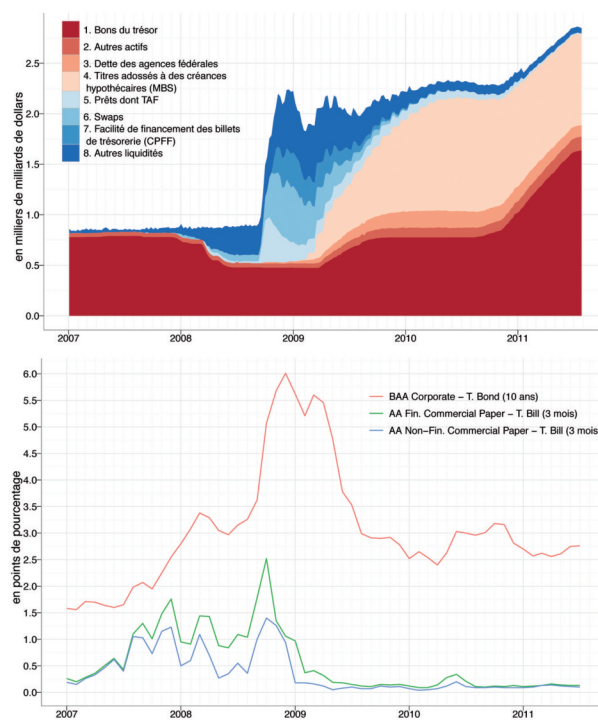 1. Bons du trésor
2. Autres actifs
3. Dette des agences fédérales
4. Titres adossés à des créances
hypothécaires (MBS)
5. Prêts dont TAF
6. Swaps
7. Facilité de financement des billets
de trésorerie (CPFF)
8. Autres liquidités
en milliers de milliards de dollars
2.5
2.0
1.5
1.0
0.5
0.0
2007 2008 2009 2010 2011
BAA Corporate – T. Bond (10 ans)
AA Fin. Commercial Paper – T. Bill (3 mois)
AA Non–Fin. Commercial Paper – T. Bill (3 mois
en points de pourcentage
6.0
5.5
5.0
4.5
4.0
3.5
3.0
2.5
2.0
1.5
1.0
0.5
0.0
2007 2008 2009 2010 2011